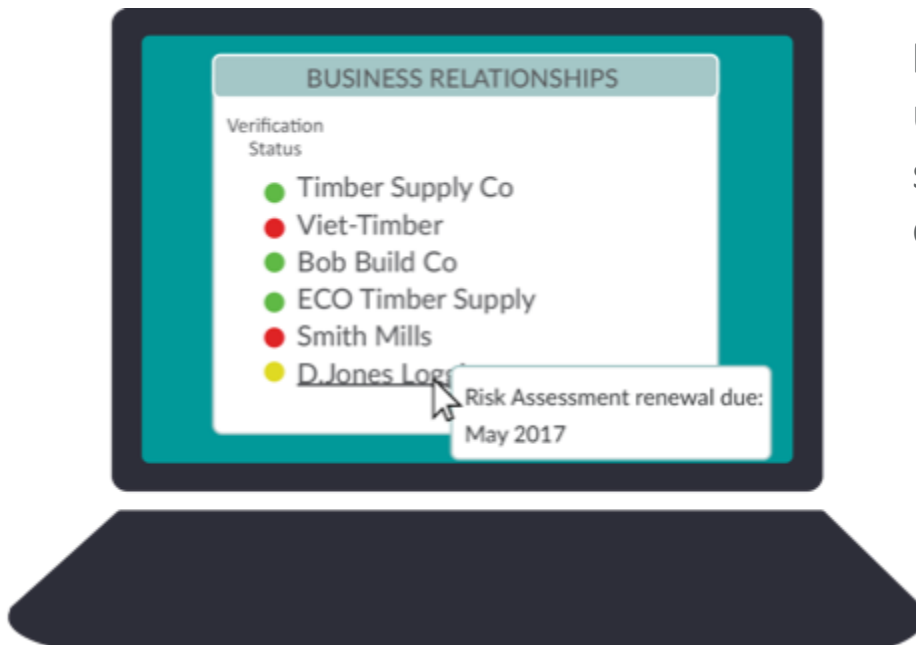 BUSINESS RELATIONSHIPS
Verification
Status
Timber Supply Co
Viet-Timber
Bob Build Co
ECO Timber Supply
Smith Mills
D.Jones
Risk Assessment renewal due:
May 2017